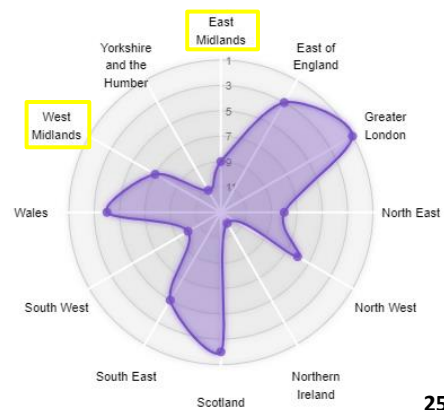 East
Midlands
East of
England
Greater
London
North East
North West
Northern
Ireland
Scotland
South East
South West
Wales
West
Midlands
Yorkshire
and the
Humber
1
3
5
7
9
25